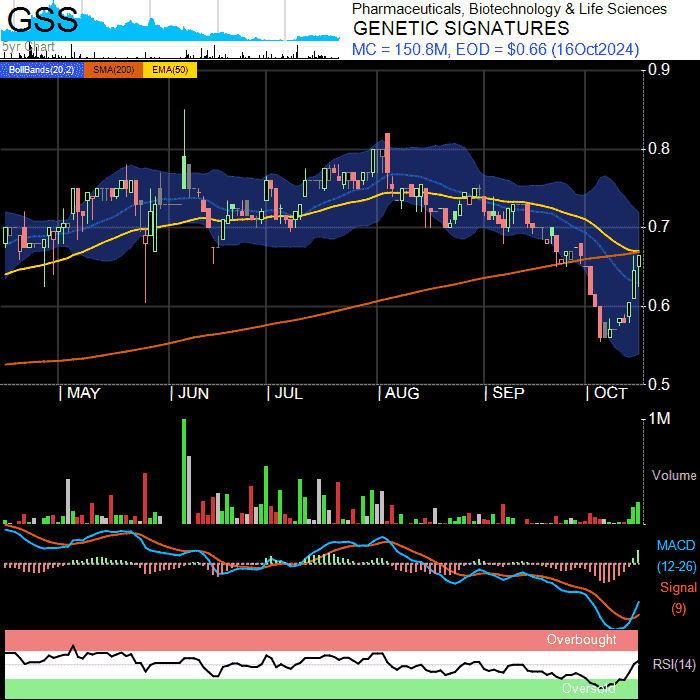 GSS
5yr Chart
Pharmaceuticals, Biotechnology & Life Sciences
GENETIC SIGNATURES
MC = 150.8M, EOD = $0.66 (16Oct2024)
BollBands(20,2) SMA(200) EMA(50)
0.9
0.8
0.7
0.6
0.5
MAY JUN JUL AUG SEP OCT
1M
Volume
MACD
(12-26)
Signal
(9)
Overbought
RSI(14)
Oversold